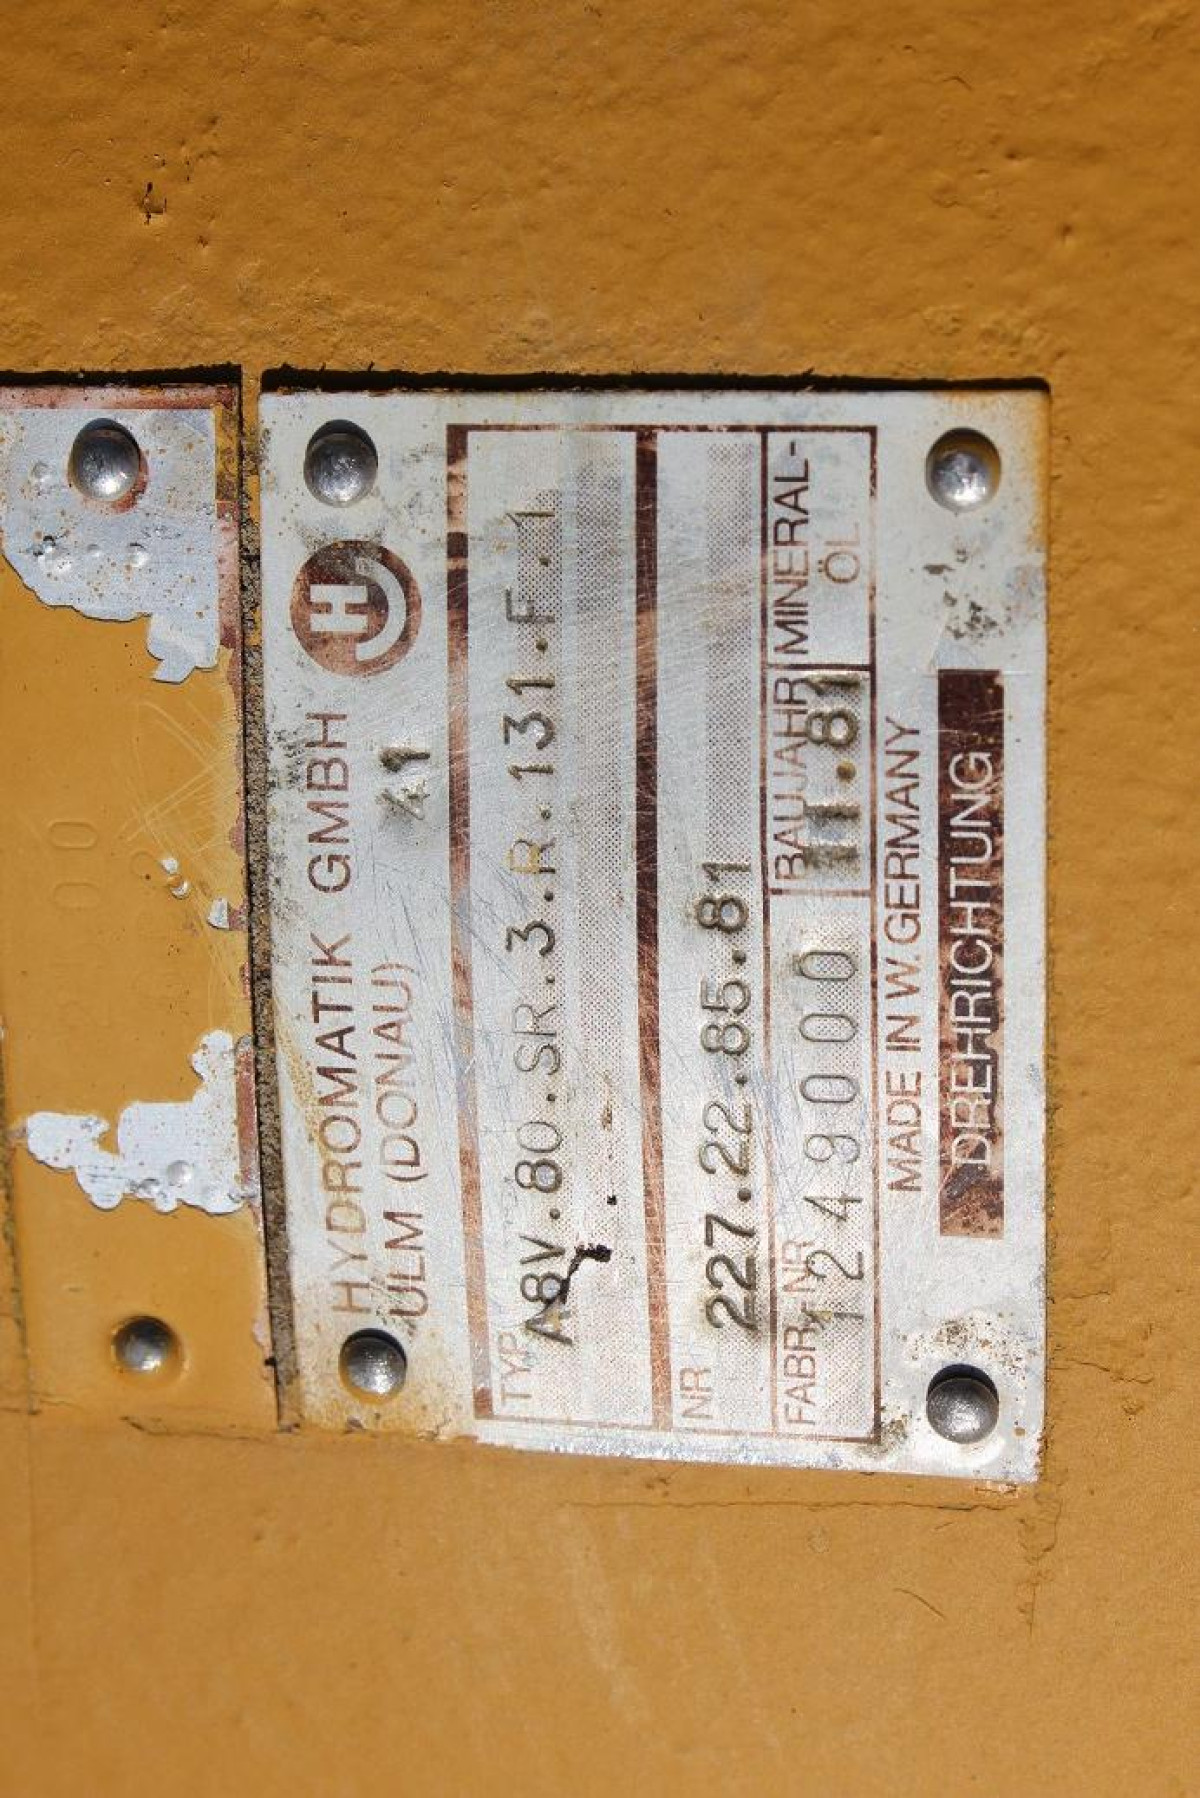 HYDROMATIK GMBH H
ULM (DONAU) 41
TYP
A8V.80.SR.3.R.131.F.1
NR 227.22.85.81
FABR.-NR BAUJAHR MINERAL-
1249000 11.81 ÖL
MADE IN W.GERMANY
DREHRICHTUNG